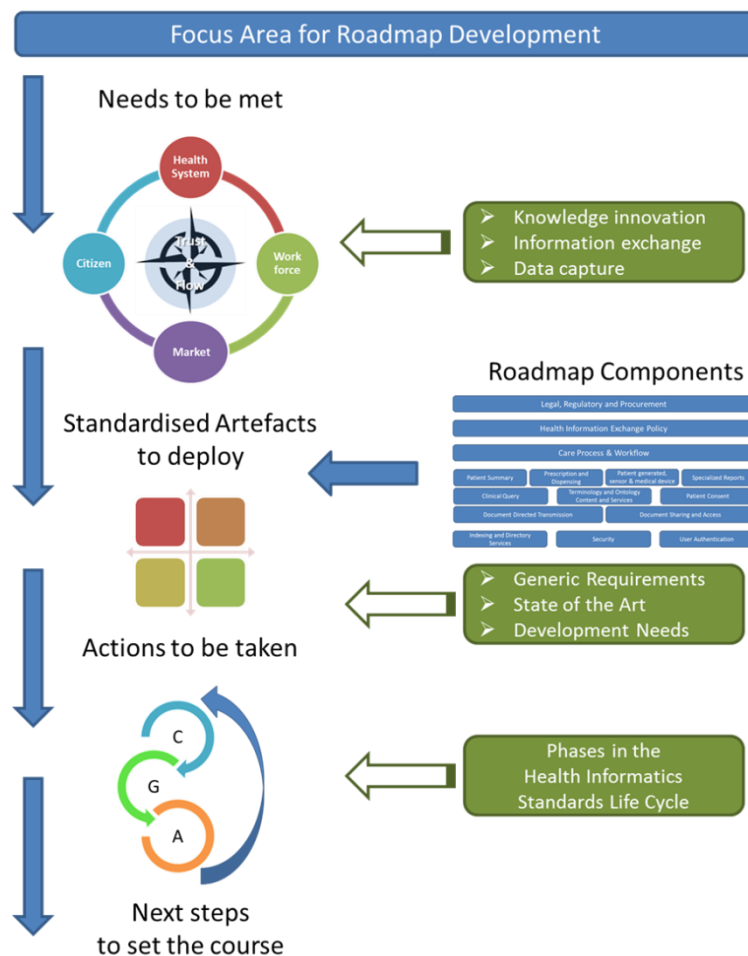 Focus Area for Roadmap Development
Needs to be met
Health
System
Citizen
Trust
&
Flow
Work
force
Market
➢ Knowledge innovation
➢ Information exchange
➢ Data capture
Roadmap Components
Legal, Regulatory and Procurement
Health Information Exchange Policy
Care Process & Workflow
Patient Summary
Prescription and
Dispensing
Patient generated,
sensor & medical device
Specialized Reports
Clinical Query
Terminology and Ontology
Content and Services
Patient Consent
Document Directed Transmission
Document Sharing and Access
Indexing and Directory
Services
Security
User Authentication
Standardised Artefacts
to deploy
➢ Generic Requirements
➢ State of the Art
➢ Development Needs
Actions to be taken
C
G
A
Phases in the
Health Informatics
Standards Life Cycle
Next steps
to set the course